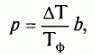 p = ΔT / T_ф b,